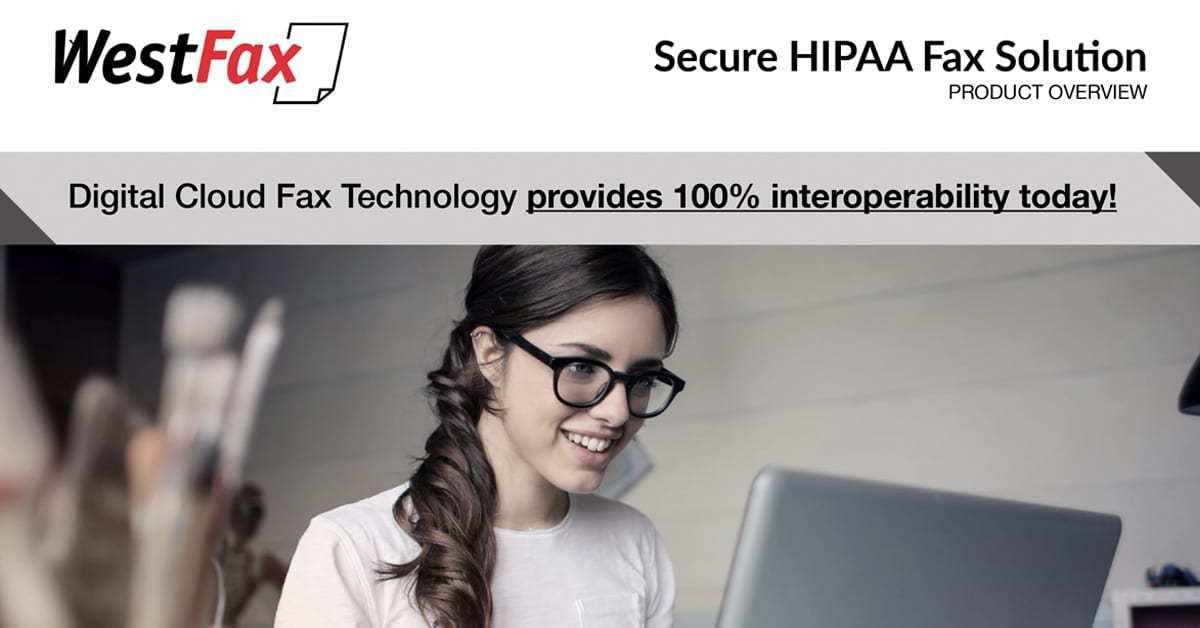 WestFax
Secure HIPAA Fax Solution
PRODUCT OVERVIEW
Digital Cloud Fax Technology provides 100% interoperability today!